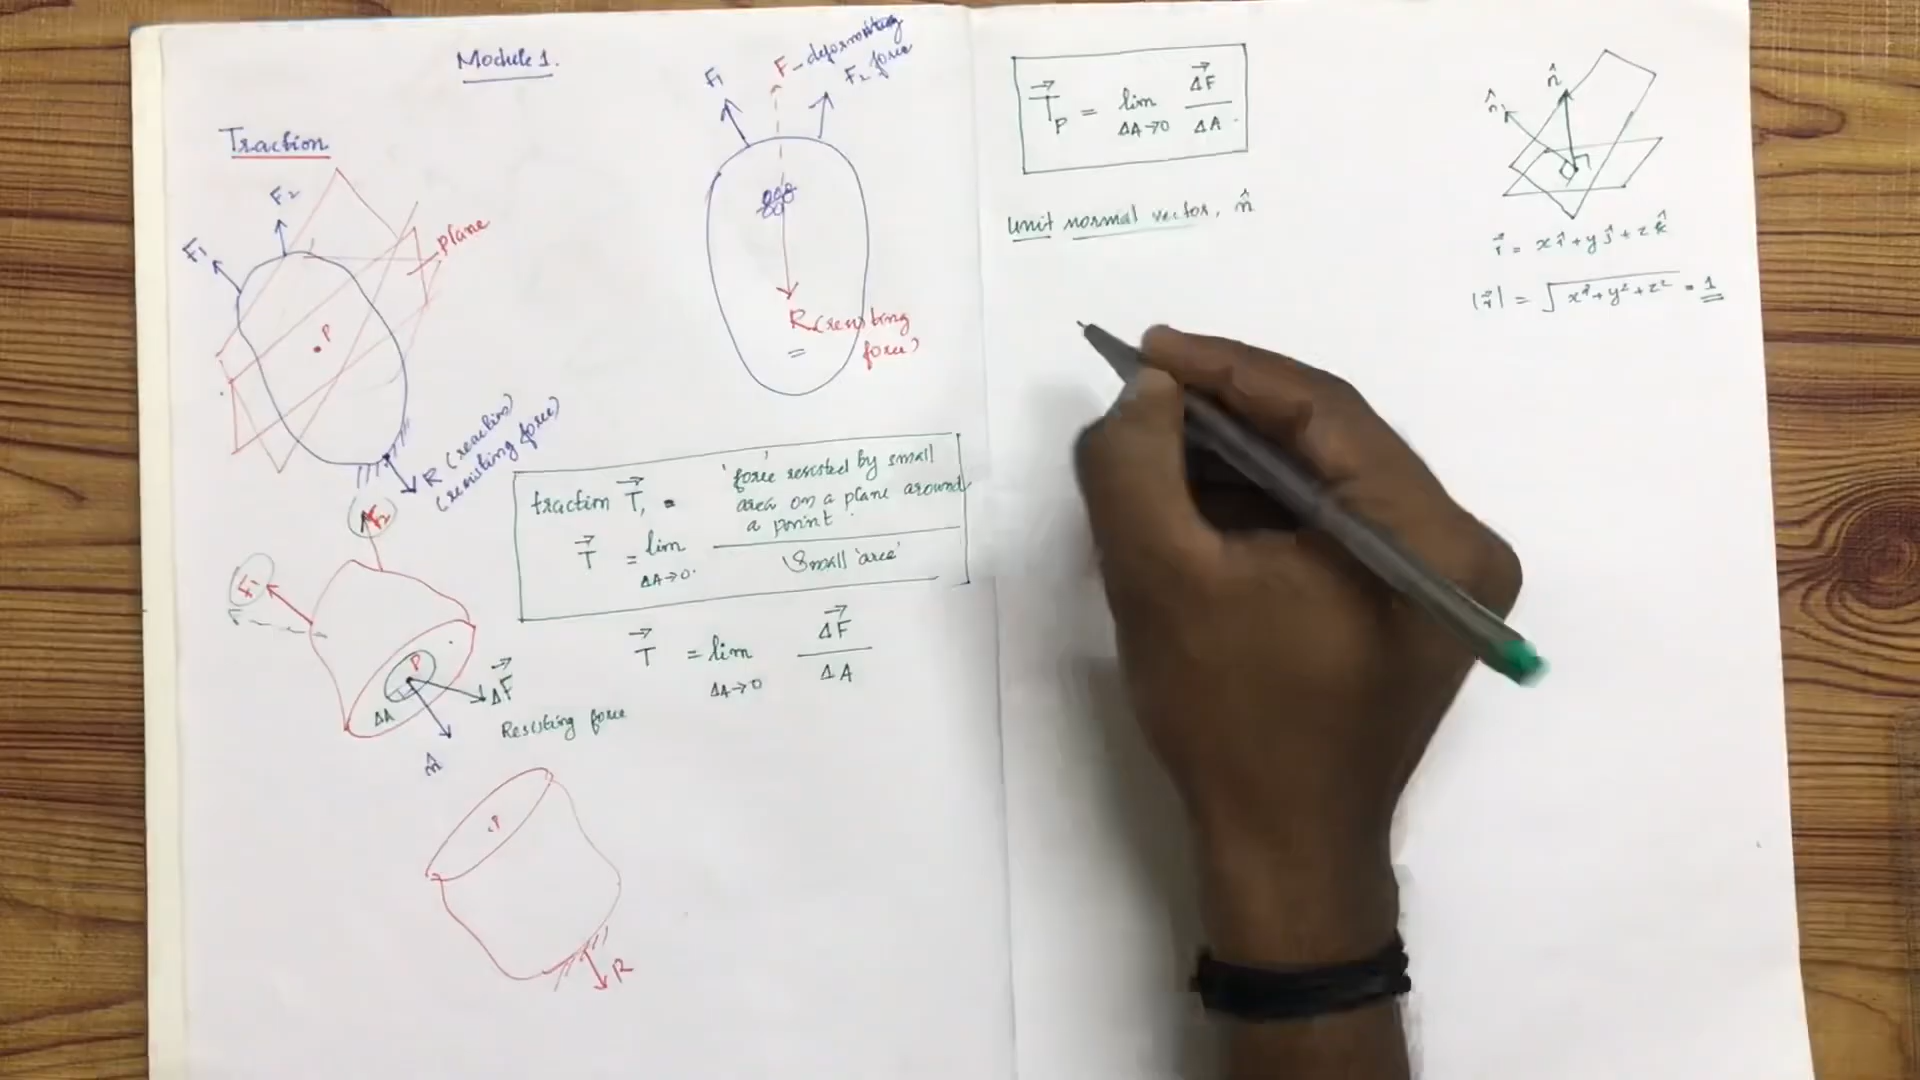 Module 1.
Traction
F₁
F₂
plane
P
R (reaction)
(resisting force)
F₁
F - deforming
force
F₂
R (resisting
force)
traction T⃗, = 'force' resisted by small
area on a plane around
a point.
T⃗ = lim
ΔA→0.
Small 'area'
T⃗ = lim ΔF⃗
ΔA→0 ΔA
F₁
F₂
P
ΔA
ΔF⃗
Resisting force
n̂
P
R
T⃗P = lim ΔF⃗
ΔA→0 ΔA.
Unit normal vector, n̂
n̂
n̂₁
r⃗ = xî + yĵ + zk̂
|r⃗| = √x²+y²+z² = 1